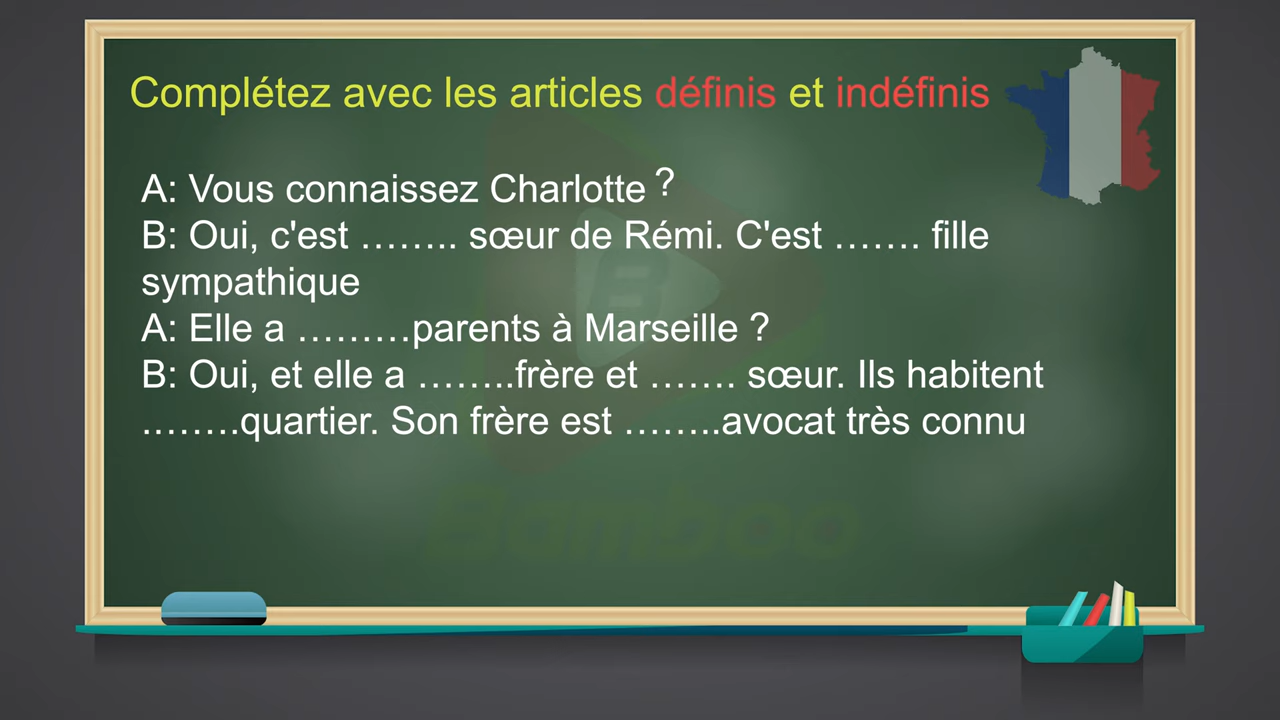 Complétez avec les articles définis et indéfinis
A: Vous connaissez Charlotte ?
B: Oui, c'est …….. sœur de Rémi. C'est ……. fille
sympathique
A: Elle a ………parents à Marseille ?
B: Oui, et elle a ……..frère et ……. sœur. Ils habitent
……..quartier. Son frère est ……..avocat très connu
B
Bamboo